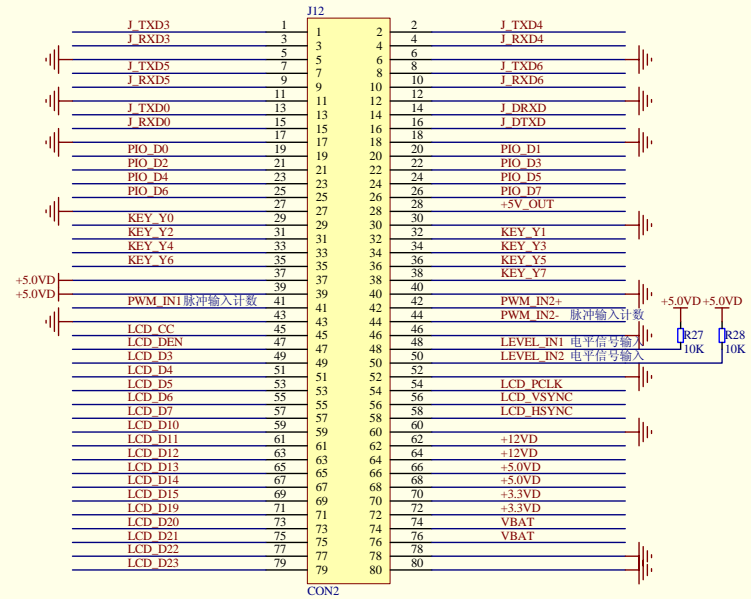 J12
J_TXD3 1 1 2 2 J_TXD4
J_RXD3 3 3 4 4 J_RXD4
5 5 6 6
J_TXD5 7 7 8 8 J_TXD6
J_RXD5 9 9 10 10 J_RXD6
11 11 12 12
J_TXD0 13 13 14 14 J_DRXD
J_RXD0 15 15 16 16 J_DTXD
17 17 18 18
PIO_D0 19 19 20 20 PIO_D1
PIO_D2 21 21 22 22 PIO_D3
PIO_D4 23 23 24 24 PIO_D5
PIO_D6 25 25 26 26 PIO_D7
27 27 28 28 +5V_OUT
KEY_Y0 29 29 30 30
KEY_Y2 31 31 32 32 KEY_Y1
KEY_Y4 33 33 34 34 KEY_Y3
KEY_Y6 35 35 36 36 KEY_Y5
+5.0VD 37 37 38 38 KEY_Y7
+5.0VD 39 39 40 40
PWM_IN1脉冲输入计数 41 41 42 42 PWM_IN2+ +5.0VD +5.0VD
43 43 44 44 PWM_IN2- 脉冲输入计数
LCD_CC 45 45 46 46 R27 R28
LCD_DEN 47 47 48 48 LEVEL_IN1 电平信号输入 10K 10K
LCD_D3 49 49 50 50 LEVEL_IN2 电平信号输入
LCD_D4 51 51 52 52
LCD_D5 53 53 54 54 LCD_PCLK
LCD_D6 55 55 56 56 LCD_VSYNC
LCD_D7 57 57 58 58 LCD_HSYNC
LCD_D10 59 59 60 60
LCD_D11 61 61 62 62 +12VD
LCD_D12 63 63 64 64 +12VD
LCD_D13 65 65 66 66 +5.0VD
LCD_D14 67 67 68 68 +5.0VD
LCD_D15 69 69 70 70 +3.3VD
LCD_D19 71 71 72 72 +3.3VD
LCD_D20 73 73 74 74 VBAT
LCD_D21 75 75 76 76 VBAT
LCD_D22 77 77 78 78
LCD_D23 79 79 80 80
CON2